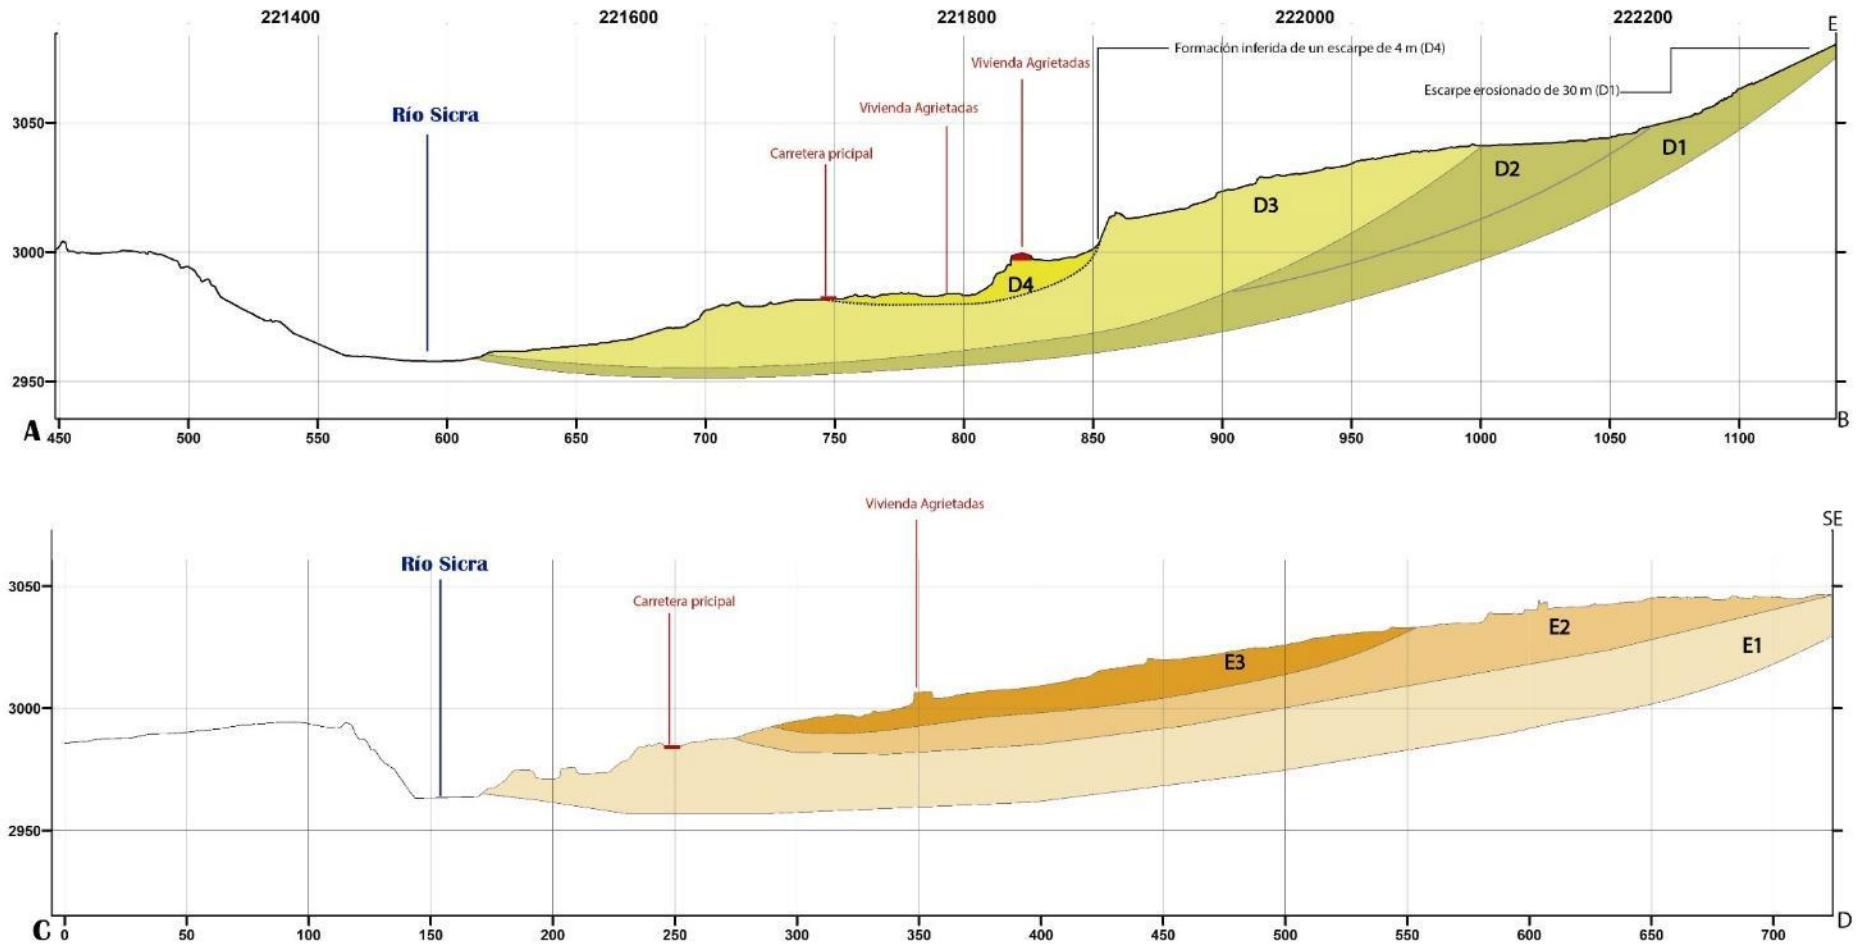 221400 221600 221800 222000 222200
E
Formación inferida de un escarpe de 4 m (D4)
Vivienda Agrietadas
Escarpe erosionado de 30 m (D1)
Vivienda Agrietadas
Río Sicra
3050
Carretera pricipal
D1
D2
D3
3000
D4
2950
A
B
450 500 550 600 650 700 750 800 850 900 950 1000 1050 1100
Vivienda Agrietadas
SE
Río Sicra
3050
Carretera pricipal
E2
E1
E3
3000
2950
C
D
0 50 100 150 200 250 300 350 400 450 500 550 600 650 700